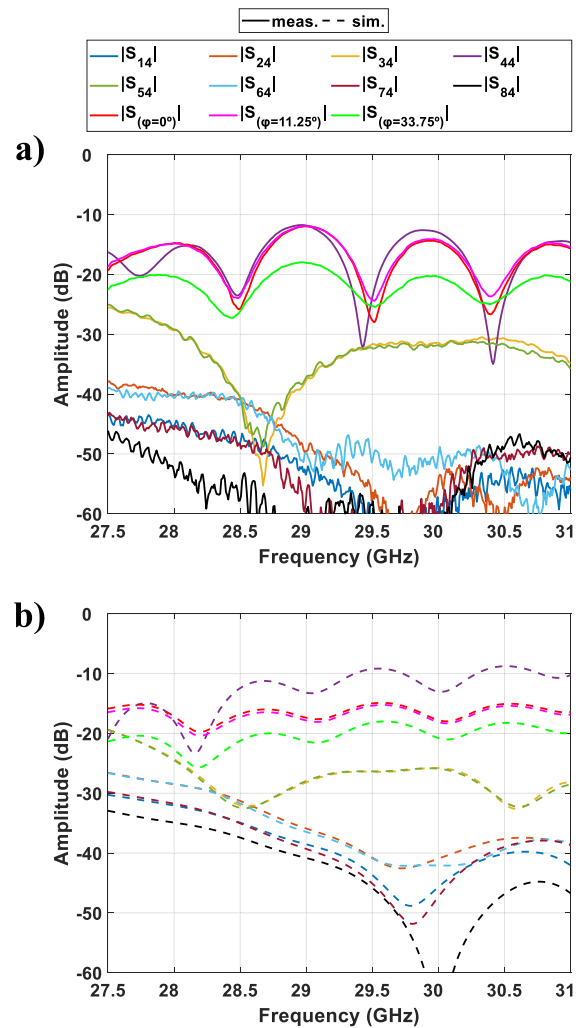 meas. sim.
|S14| |S24| |S34| |S44|
|S54| |S64| |S74| |S84|
|S(φ=0º)| |S(φ=11.25º)| |S(φ=33.75º)|
a)
0
-10
-20
-30
-40
-50
-60
Amplitude (dB)
27.5 28 28.5 29 29.5 30 30.5 31
Frequency (GHz)
b)
0
-10
-20
-30
-40
-50
-60
Amplitude (dB)
27.5 28 28.5 29 29.5 30 30.5 31
Frequency (GHz)